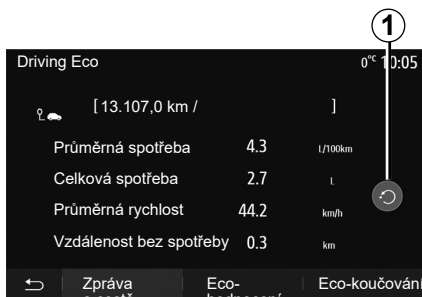 1
Driving Eco 0°C 10:05
[ 13.107,0 km / ]
Průměrná spotřeba 4.3 L/100km
Celková spotřeba 2.7 L
Průměrná rychlost 44.2 km/h
Vzdálenost bez spotřeby 0.3 km
Zpráva Eco- Eco-koučování